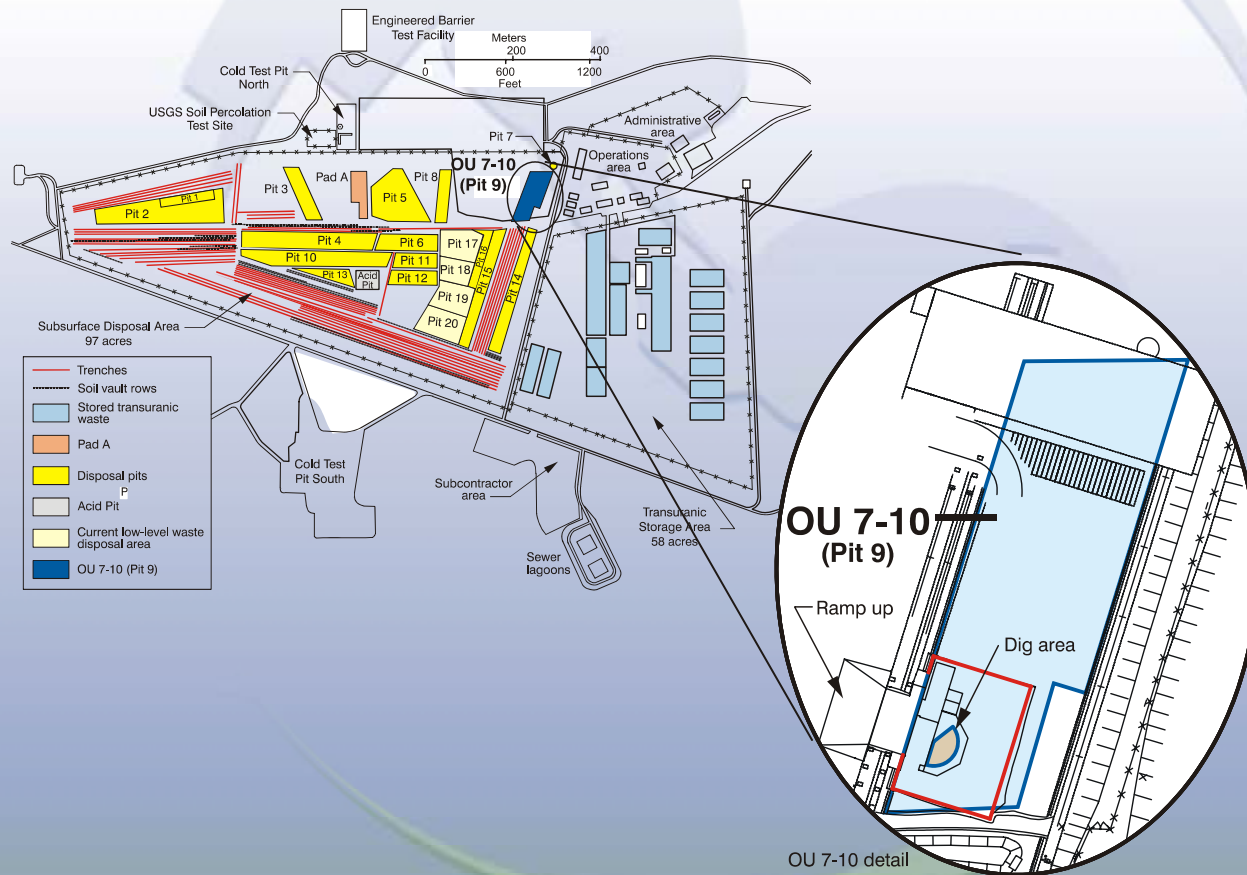 Engineered Barrier
Test Facility
Meters
200 400
0 600 1200
Feet
Cold Test Pit
North
USGS Soil Percolation
Test Site
Administrative
area
Pit 7
Operations
area
OU 7-10
(Pit 9)
Pit 3
Pad A
Pit 5
Pit 8
Pit 1
Pit 2
Pit 4
Pit 6
Pit 17
Pit 16
Pit 10
Pit 11
Pit 15
Pit 14
Pit 13
Acid
Pit
Pit 12
Pit 18
Pit 19
Pit 20
Subsurface Disposal Area
97 acres
Trenches
Soil vault rows
Stored transuranic
waste
Pad A
Disposal pits
P
Acid Pit
Current low-level waste
disposal area
OU 7-10 (Pit 9)
Cold Test
Pit South
Subcontractor
area
Sewer
lagoons
Transuranic
Storage Area
58 acres
OU 7-10
(Pit 9)
Ramp up
Dig area
OU 7-10 detail